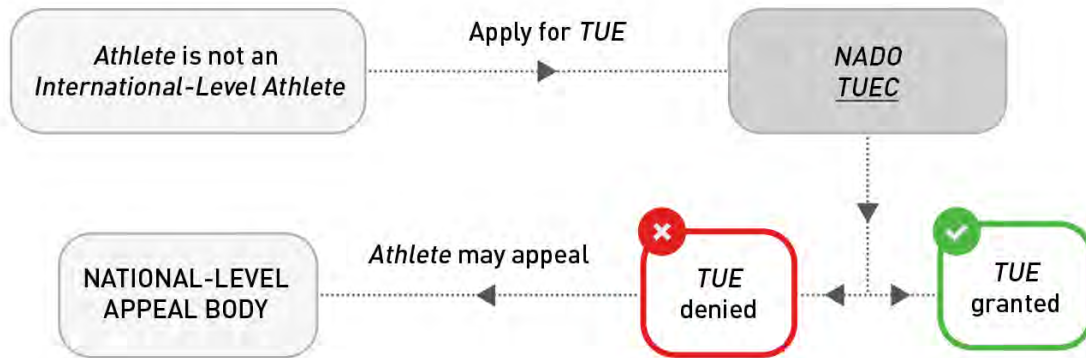 Athlete is not an
International-Level Athlete
Apply for TUE
NADO
TUEC
NATIONAL-LEVEL
APPEAL BODY
Athlete may appeal
TUE
denied
TUE
granted